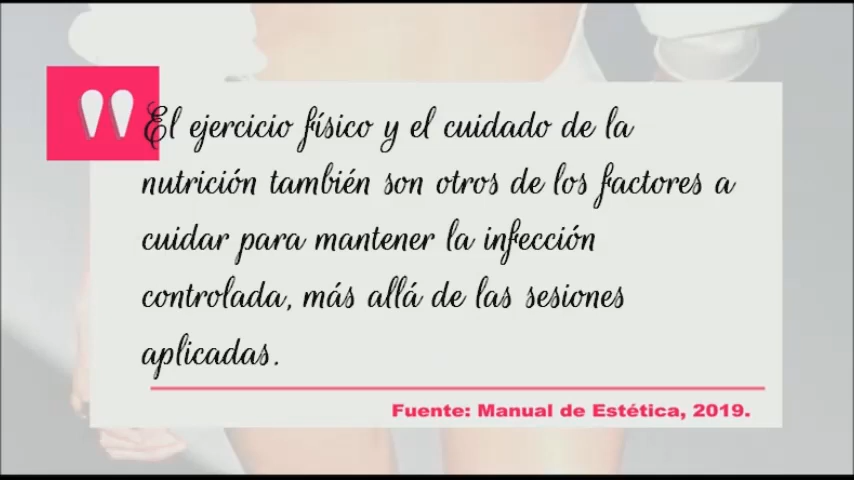 El ejercicio físico y el cuidado de la
nutrición también son otros de los factores a
cuidar para mantener la infección
controlada, más allá de las sesiones
aplicadas.
Fuente: Manual de Estética, 2019.